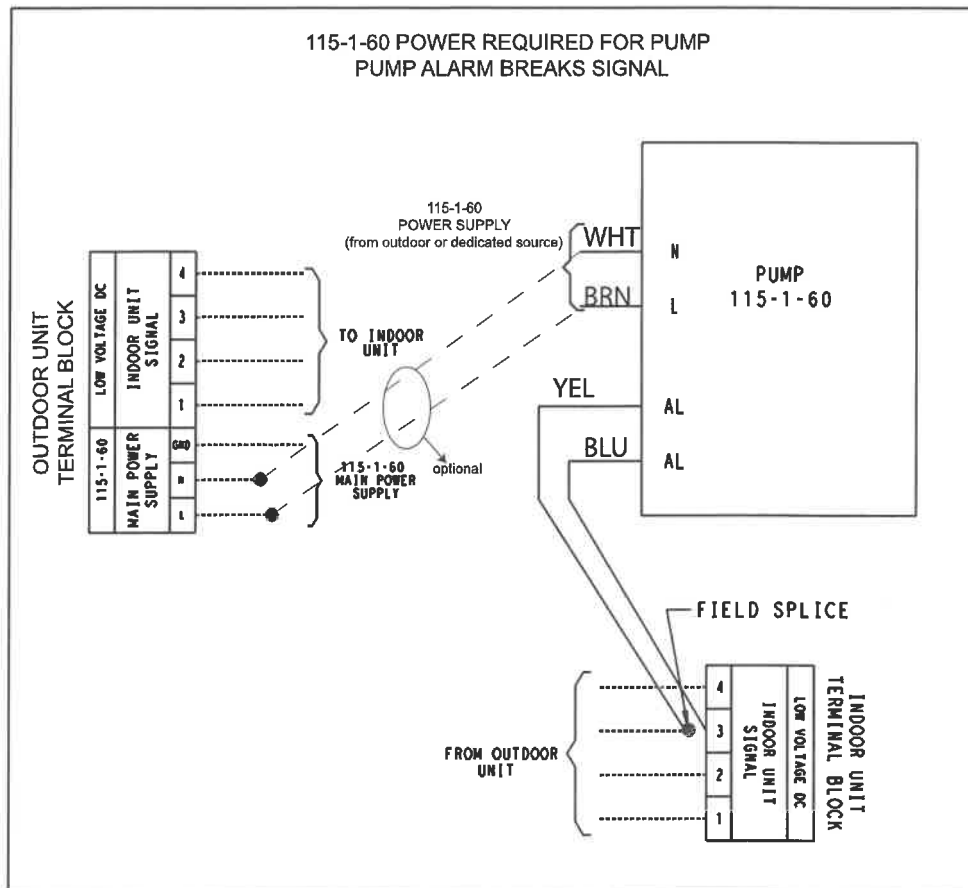 115-1-60 POWER REQUIRED FOR PUMP
PUMP ALARM BREAKS SIGNAL
115-1-60
POWER SUPPLY
(from outdoor or dedicated source)
WHT
BRN
N
L
PUMP
115-1-60
YEL
BLU
AL
AL
OUTDOOR UNIT
TERMINAL BLOCK
LOW VOLTAGE DC
INDOOR UNIT
SIGNAL
4
3
2
1
TO INDOOR
UNIT
115-1-60
MAIN POWER
SUPPLY
GND
N
L
115-1-60
MAIN POWER
SUPPLY
optional
FIELD SPLICE
FROM OUTDOOR
UNIT
4
3
2
1
INDOOR UNIT
SIGNAL
LOW VOLTAGE DC
INDOOR UNIT
TERMINAL BLOCK